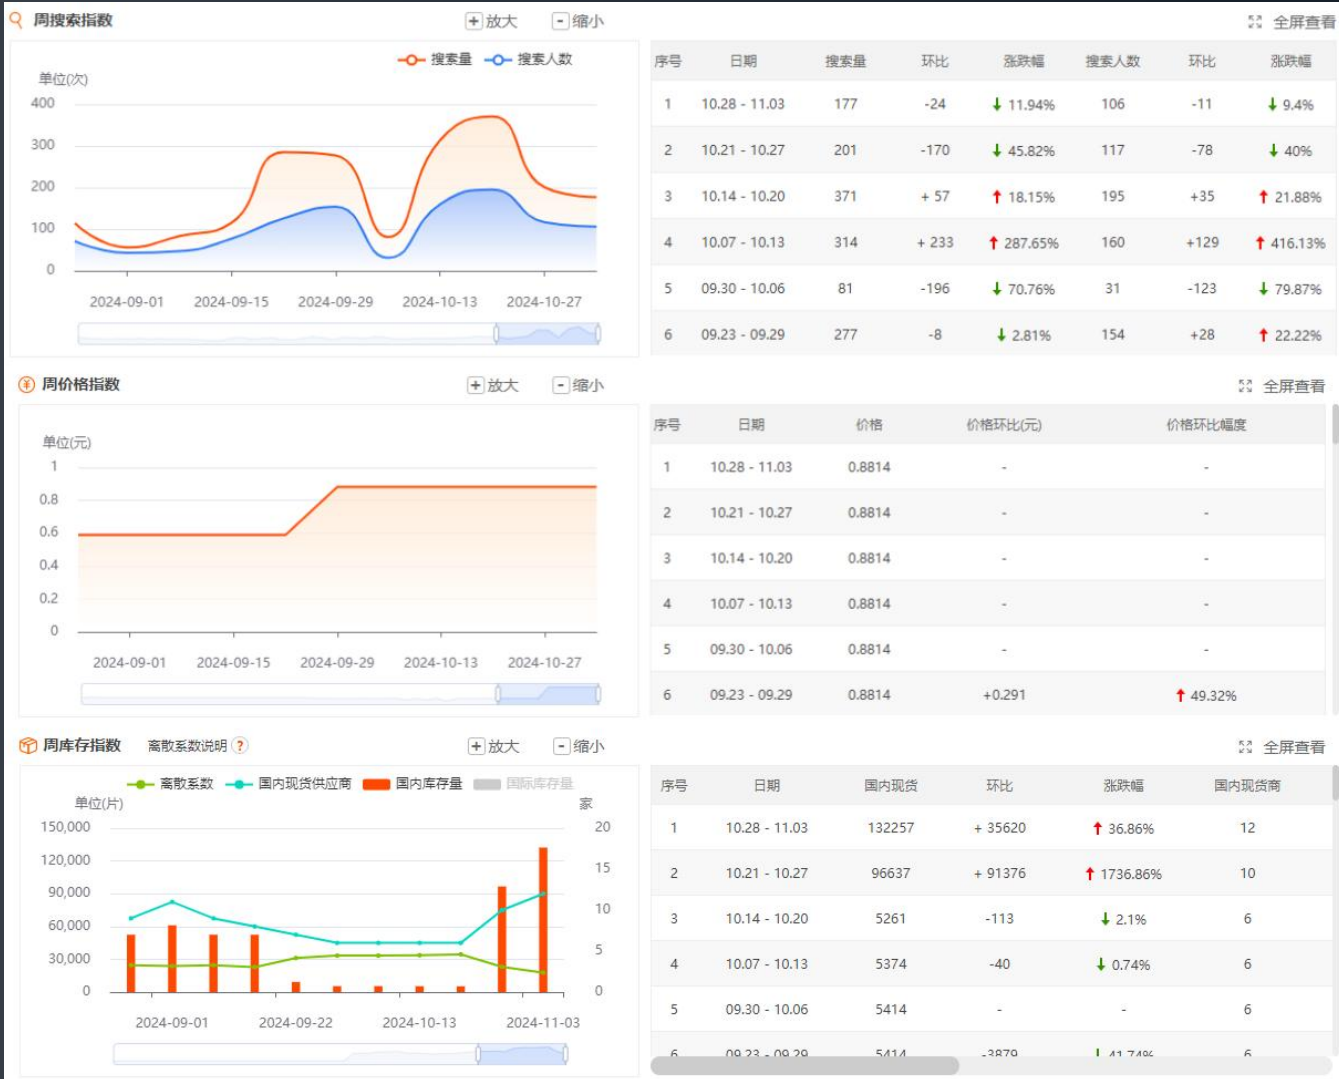 周搜索指数
+ 放大 - 缩小
全屏查看
搜索量 搜索人数
单位(次)
400
300
200
100
0
2024-09-01 2024-09-15 2024-09-29 2024-10-13 2024-10-27
序号 日期 搜索量 环比 涨跌幅 搜索人数 环比 涨跌幅
1 10.28 - 11.03 177 -24 ↓ 11.94% 106 -11 ↓ 9.4%
2 10.21 - 10.27 201 -170 ↓ 45.82% 117 -78 ↓ 40%
3 10.14 - 10.20 371 + 57 ↑ 18.15% 195 +35 ↑ 21.88%
4 10.07 - 10.13 314 + 233 ↑ 287.65% 160 +129 ↑ 416.13%
5 09.30 - 10.06 81 -196 ↓ 70.76% 31 -123 ↓ 79.87%
6 09.23 - 09.29 277 -8 ↓ 2.81% 154 +28 ↑ 22.22%
¥ 周价格指数
+ 放大 - 缩小
全屏查看
单位(元)
1
0.8
0.6
0.4
0.2
0
2024-09-01 2024-09-15 2024-09-29 2024-10-13 2024-10-27
序号 日期 价格 价格环比(元) 价格环比幅度
1 10.28 - 11.03 0.8814 - -
2 10.21 - 10.27 0.8814 - -
3 10.14 - 10.20 0.8814 - -
4 10.07 - 10.13 0.8814 - -
5 09.30 - 10.06 0.8814 - -
6 09.23 - 09.29 0.8814 +0.291 ↑ 49.32%
周库存指数 离散系数说明 ?
+ 放大 - 缩小
全屏查看
离散系数 国内现货供应商 国内库存量 国际库存量
单位(片) 家
150,000 20
120,000 15
90,000 10
60,000 5
30,000
0 0
2024-09-01 2024-09-22 2024-10-13 2024-11-03
序号 日期 国内现货 环比 涨跌幅 国内现货商
1 10.28 - 11.03 132257 + 35620 ↑ 36.86% 12
2 10.21 - 10.27 96637 + 91376 ↑ 1736.86% 10
3 10.14 - 10.20 5261 -113 ↓ 2.1% 6
4 10.07 - 10.13 5374 -40 ↓ 0.74% 6
5 09.30 - 10.06 5414 - - 6
6 09.23 - 09.29 5414 -3879 ↓ 41.74% 6